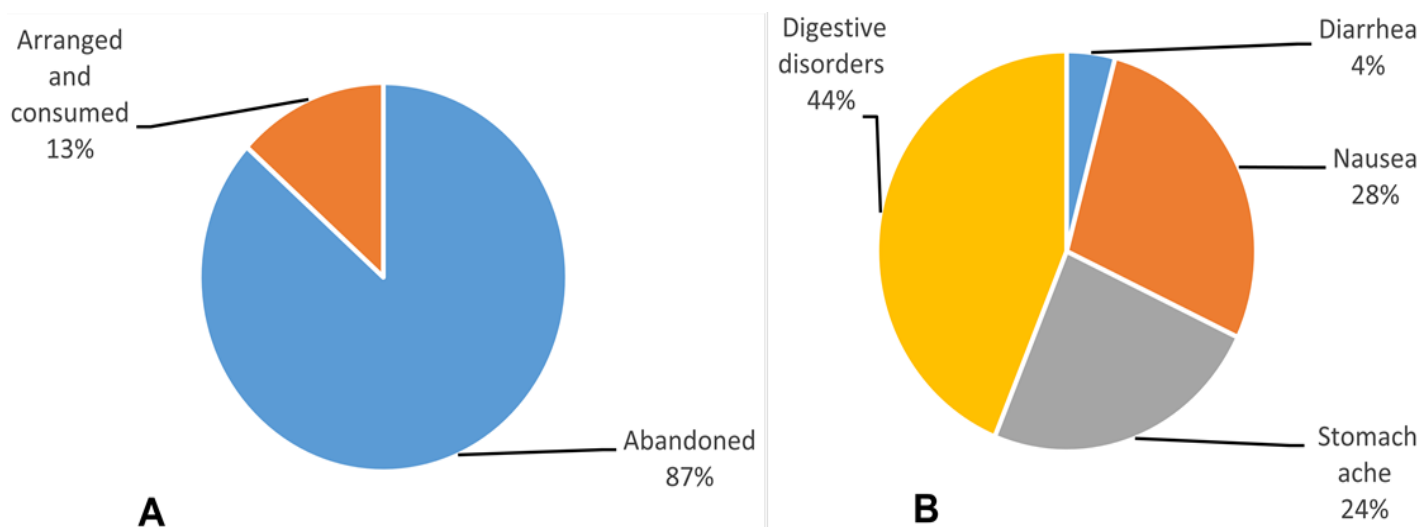 Arranged
and
consumed
13%
Abandoned
87%
A
Digestive
disorders
44%
Diarrhea
4%
Nausea
28%
Stomach
ache
24%
B